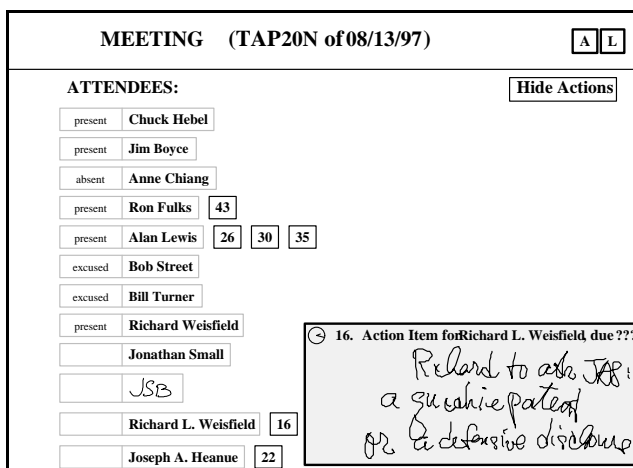 MEETING (TAP20N of 08/13/97) A L
ATTENDEES: Hide Actions
present Chuck Hebel
present Jim Boyce
absent Anne Chiang
present Ron Fulks 43
present Alan Lewis 26 30 35
excused Bob Street
excused Bill Turner
present Richard Weisfield
Jonathan Small
JSB
Richard L. Weisfield 16
Joseph A. Heanue 22
16. Action Item for Richard L. Weisfield, due ???
to ask
a patent
or a defensive disclosure